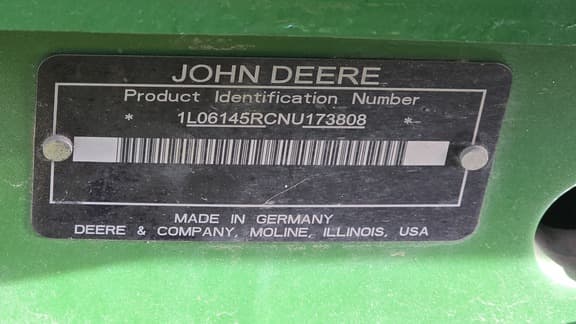 JOHN DEERE
Product Identification Number
* 1L06145RCNU173808 *
MADE IN GERMANY
DEERE & COMPANY, MOLINE, ILLINOIS, USA